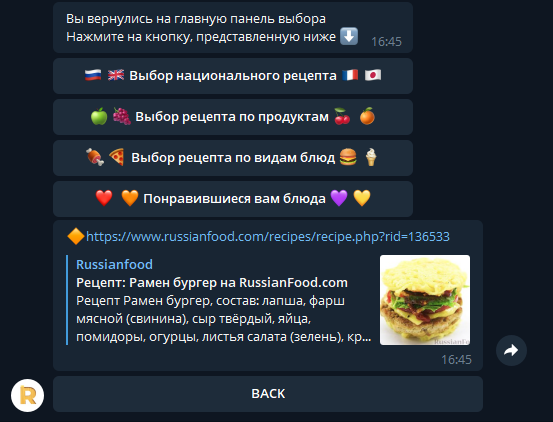 Вы вернулись на главную панель выбора
Нажмите на кнопку, представленную ниже ⬇️
16:45
🇷🇺 🇬🇧 Выбор национального рецепта 🇫🇷 🇯🇵
🍏 🍇 Выбор рецепта по продуктам 🍒 🍊
🍖 🍕 Выбор рецепта по видам блюд 🍔 🍦
❤️ 🧡 Понравившиеся вам блюда 💜 💛
🔶https://www.russianfood.com/recipes/recipe.php?rid=136533
Russianfood
Рецепт: Рамен бургер на RussianFood.com
Рецепт Рамен бургер, состав: лапша, фарш
мясной (свинина), сыр твёрдый, яйца,
помидоры, огурцы, листья салата (зелень), кр...
16:45
R
BACK